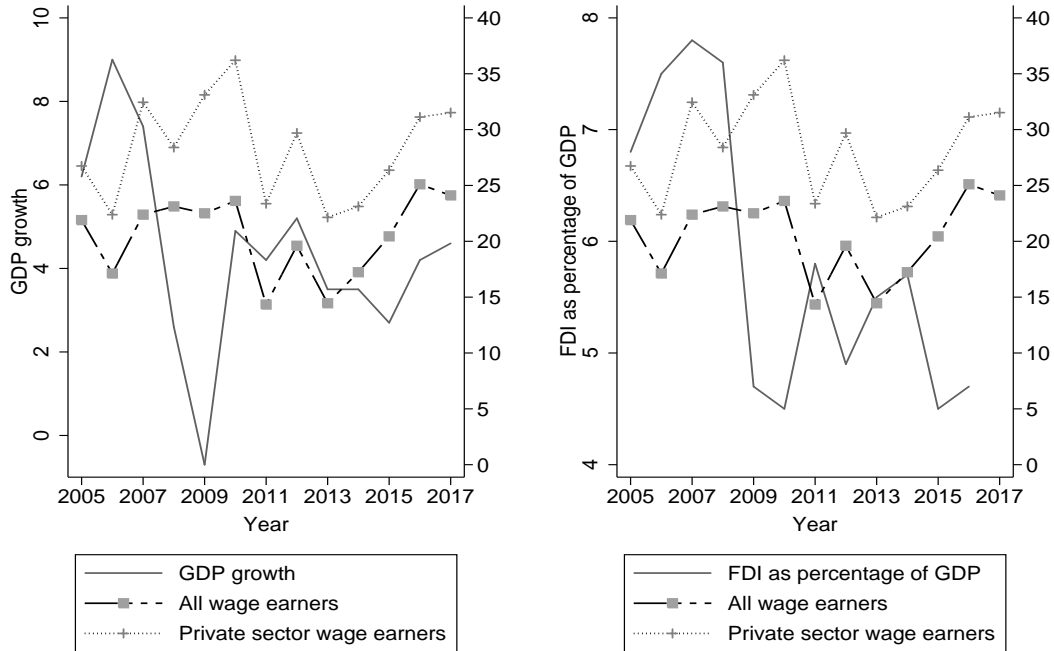 10
8
6
4
2
0
GDP growth
40
35
30
25
20
15
10
5
0
2005 2007 2009 2011 2013 2015 2017
Year
GDP growth
All wage earners
Private sector wage earners
8
7
6
5
4
FDI as percentage of GDP
40
35
30
25
20
15
10
5
0
2005 2007 2009 2011 2013 2015 2017
Year
FDI as percentage of GDP
All wage earners
Private sector wage earners